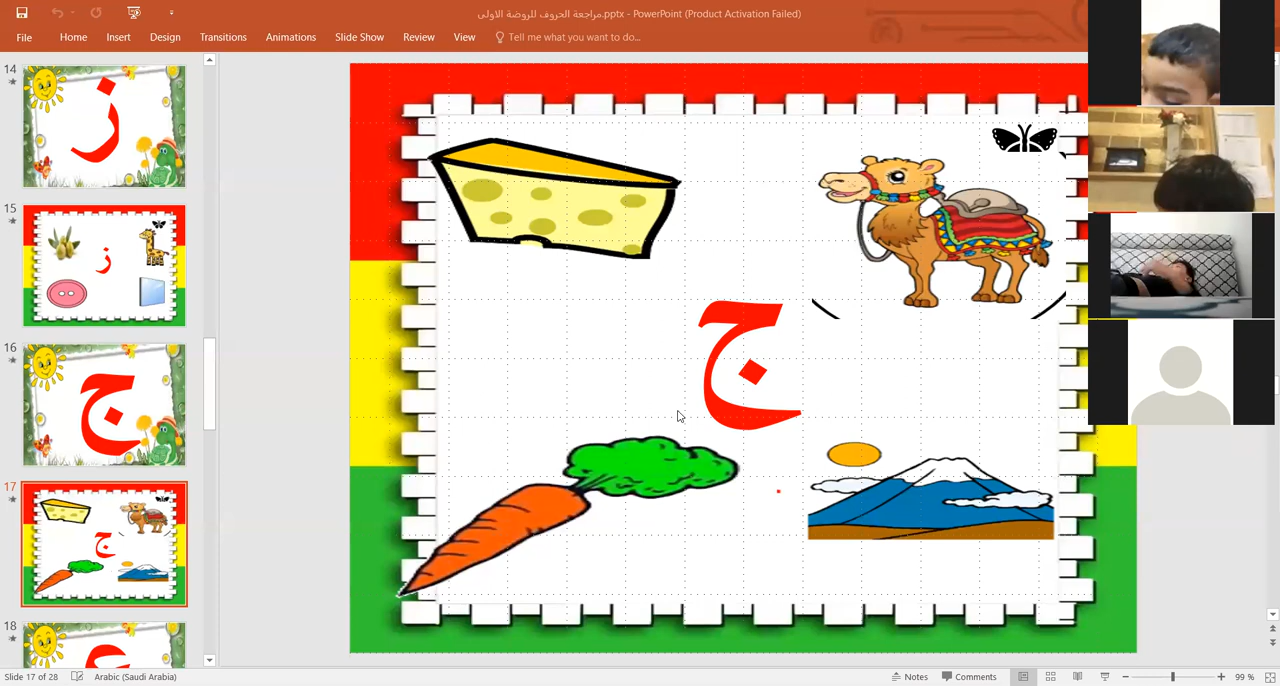 مراجعة الحروف للروضة الاولى.pptx - PowerPoint (Product Activation Failed)
File Home Insert Design Transitions Animations Slide Show Review View Tell me what you want to do...
14
ز
15
ز
16
ج
17
ج
18
ج
Slide 17 of 28 Arabic (Saudi Arabia) Notes Comments 99 %